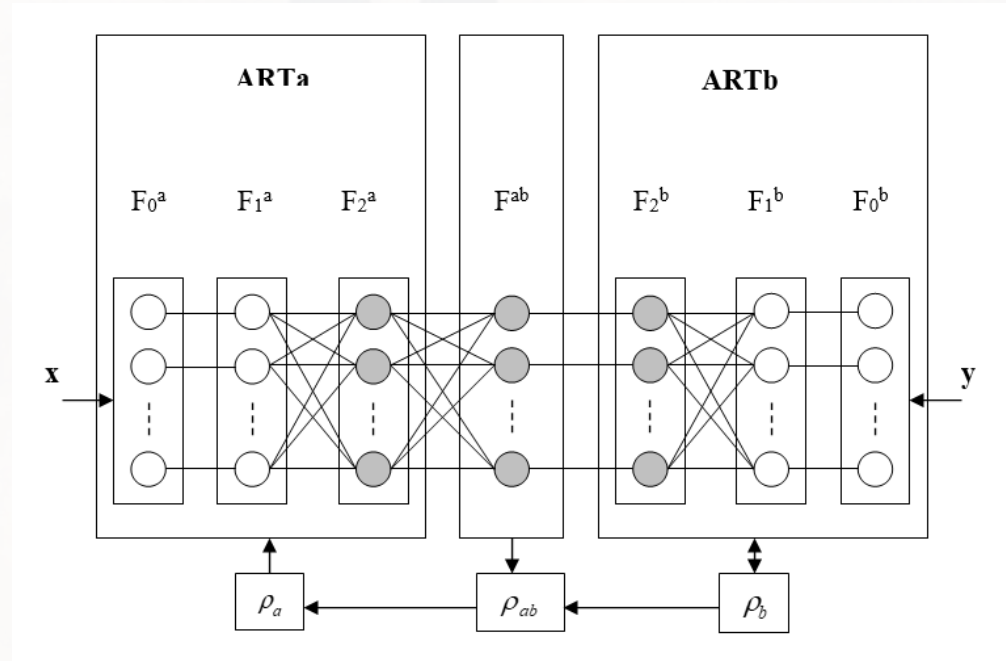 ARTa
ARTb
F₀ᵃ F₁ᵃ F₂ᵃ Fᵃᵇ F₂ᵇ F₁ᵇ F₀ᵇ
x
y
ρₐ
ρₐb
ρb